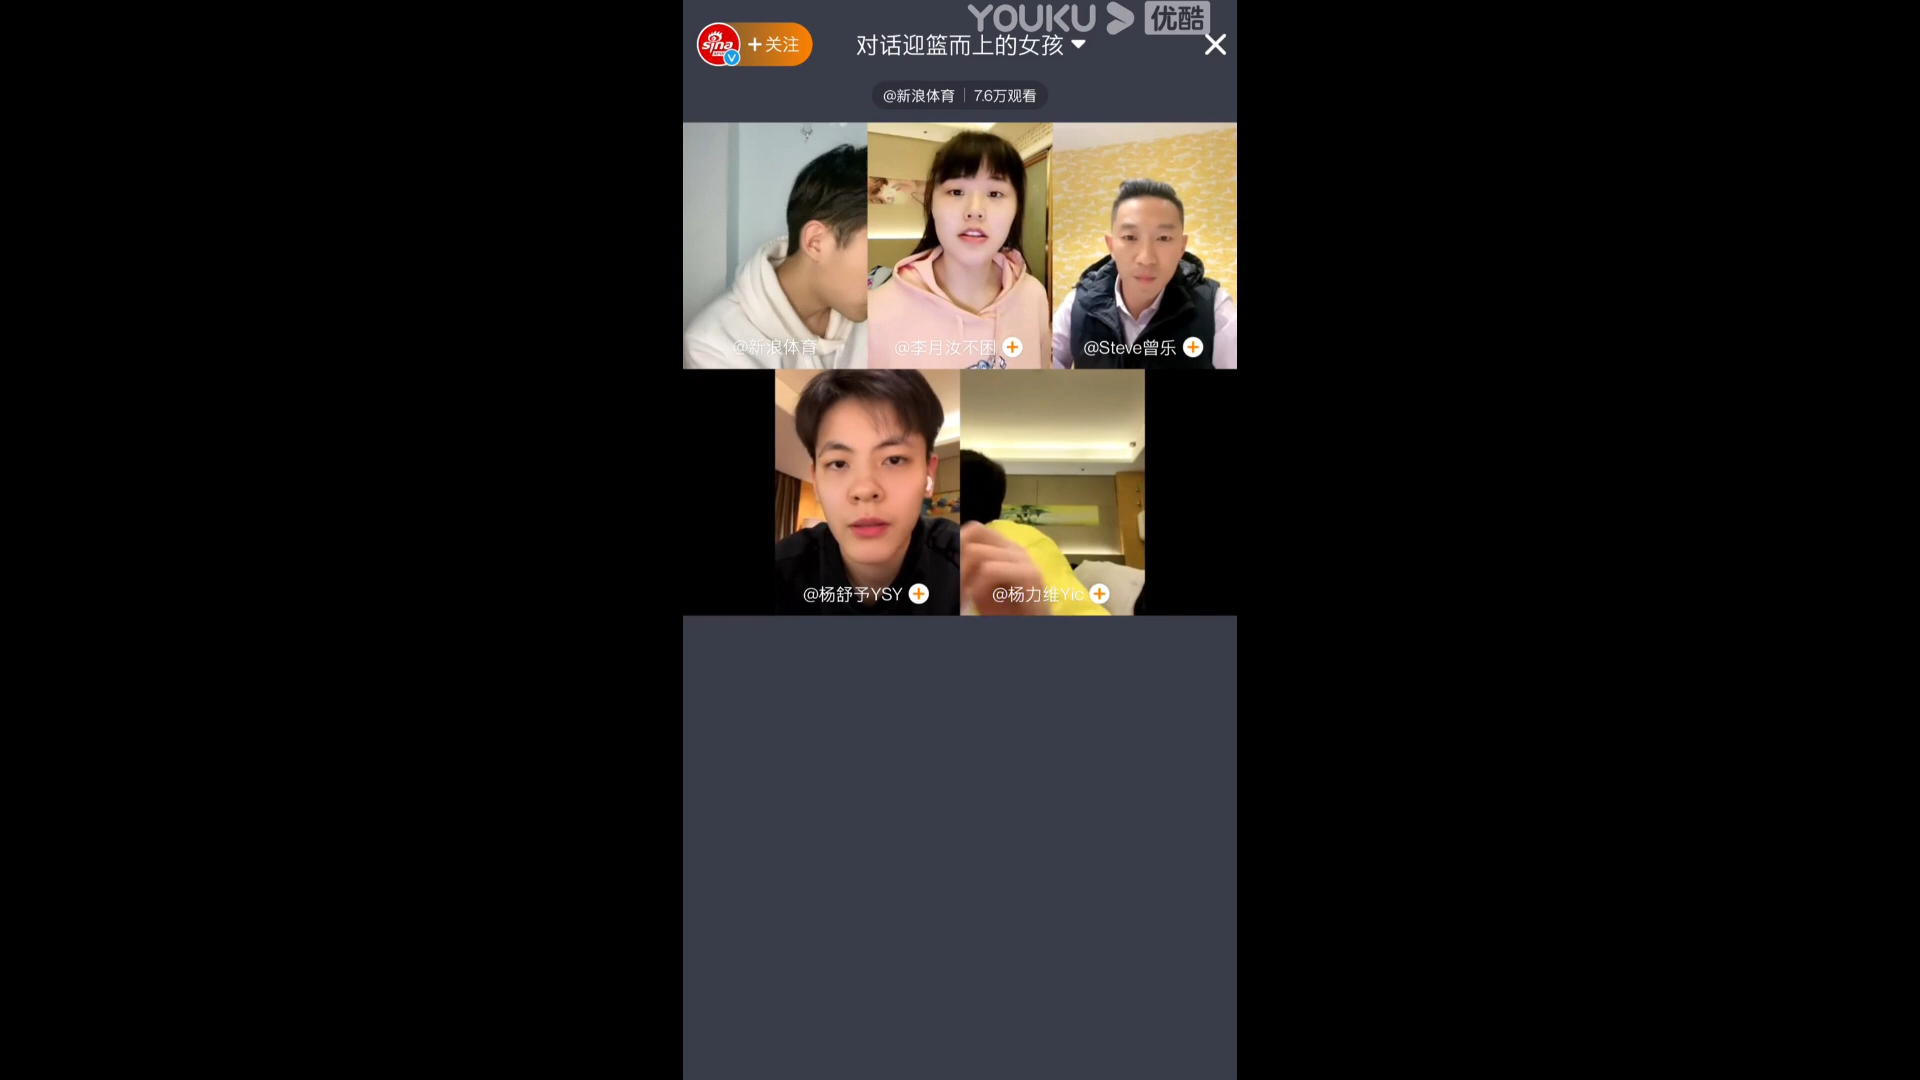 YOUKU 优酷
sina
V
+关注
对话迎篮而上的女孩
@新浪体育 | 7.6万观看
@新浪体育
@李月汝不困
@Steve曾乐
@杨舒予YSY
@杨力维Yic